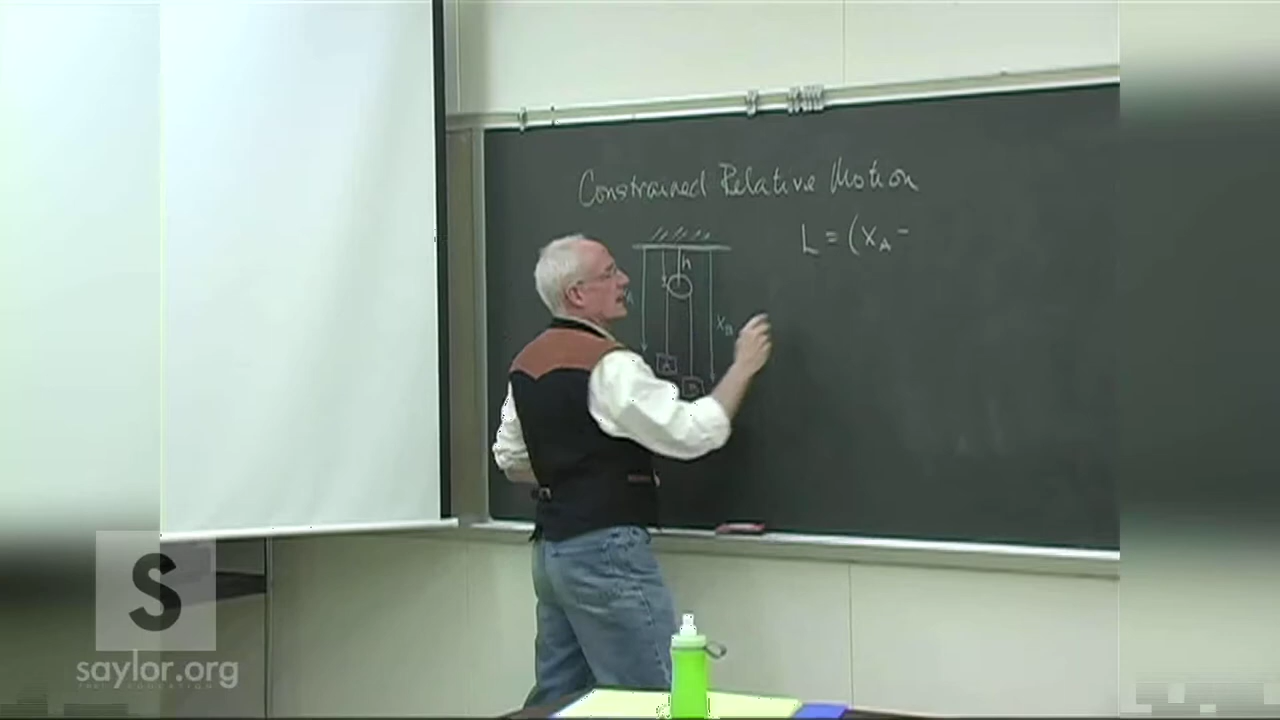 Constrained Relative Motion
L = (X_A -
h
X_B
A
B
S
saylor.org